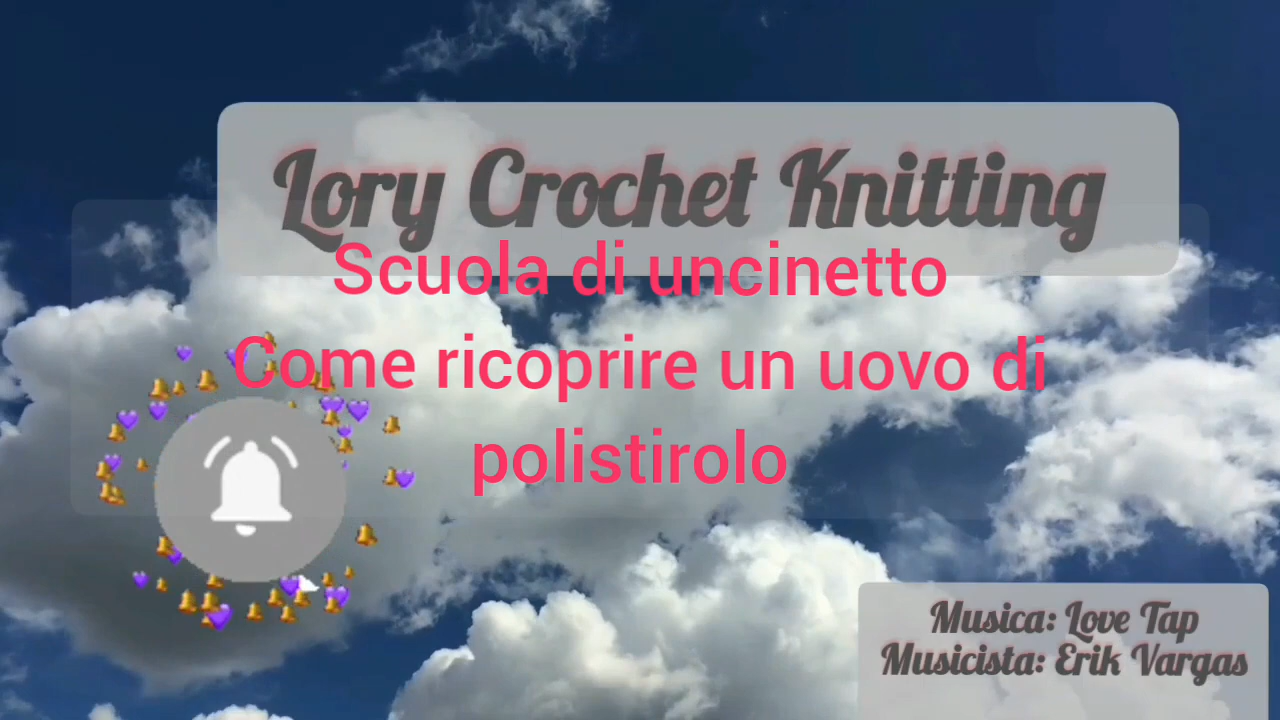 Lory Crochet Knitting
Scuola di uncinetto
Come ricoprire un uovo di
polistirolo
Musica: Love Tap
Musicista: Erik Vargas